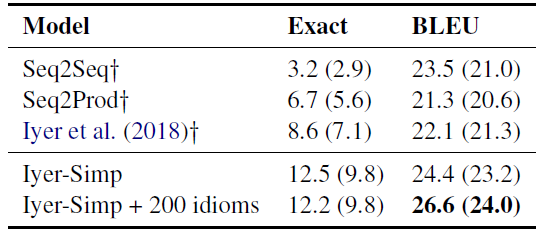 Model Exact BLEU
Seq2Seq† 3.2 (2.9) 23.5 (21.0)
Seq2Prod† 6.7 (5.6) 21.3 (20.6)
Iyer et al. (2018)† 8.6 (7.1) 22.1 (21.3)
Iyer-Simp 12.5 (9.8) 24.4 (23.2)
Iyer-Simp + 200 idioms 12.2 (9.8) 26.6 (24.0)